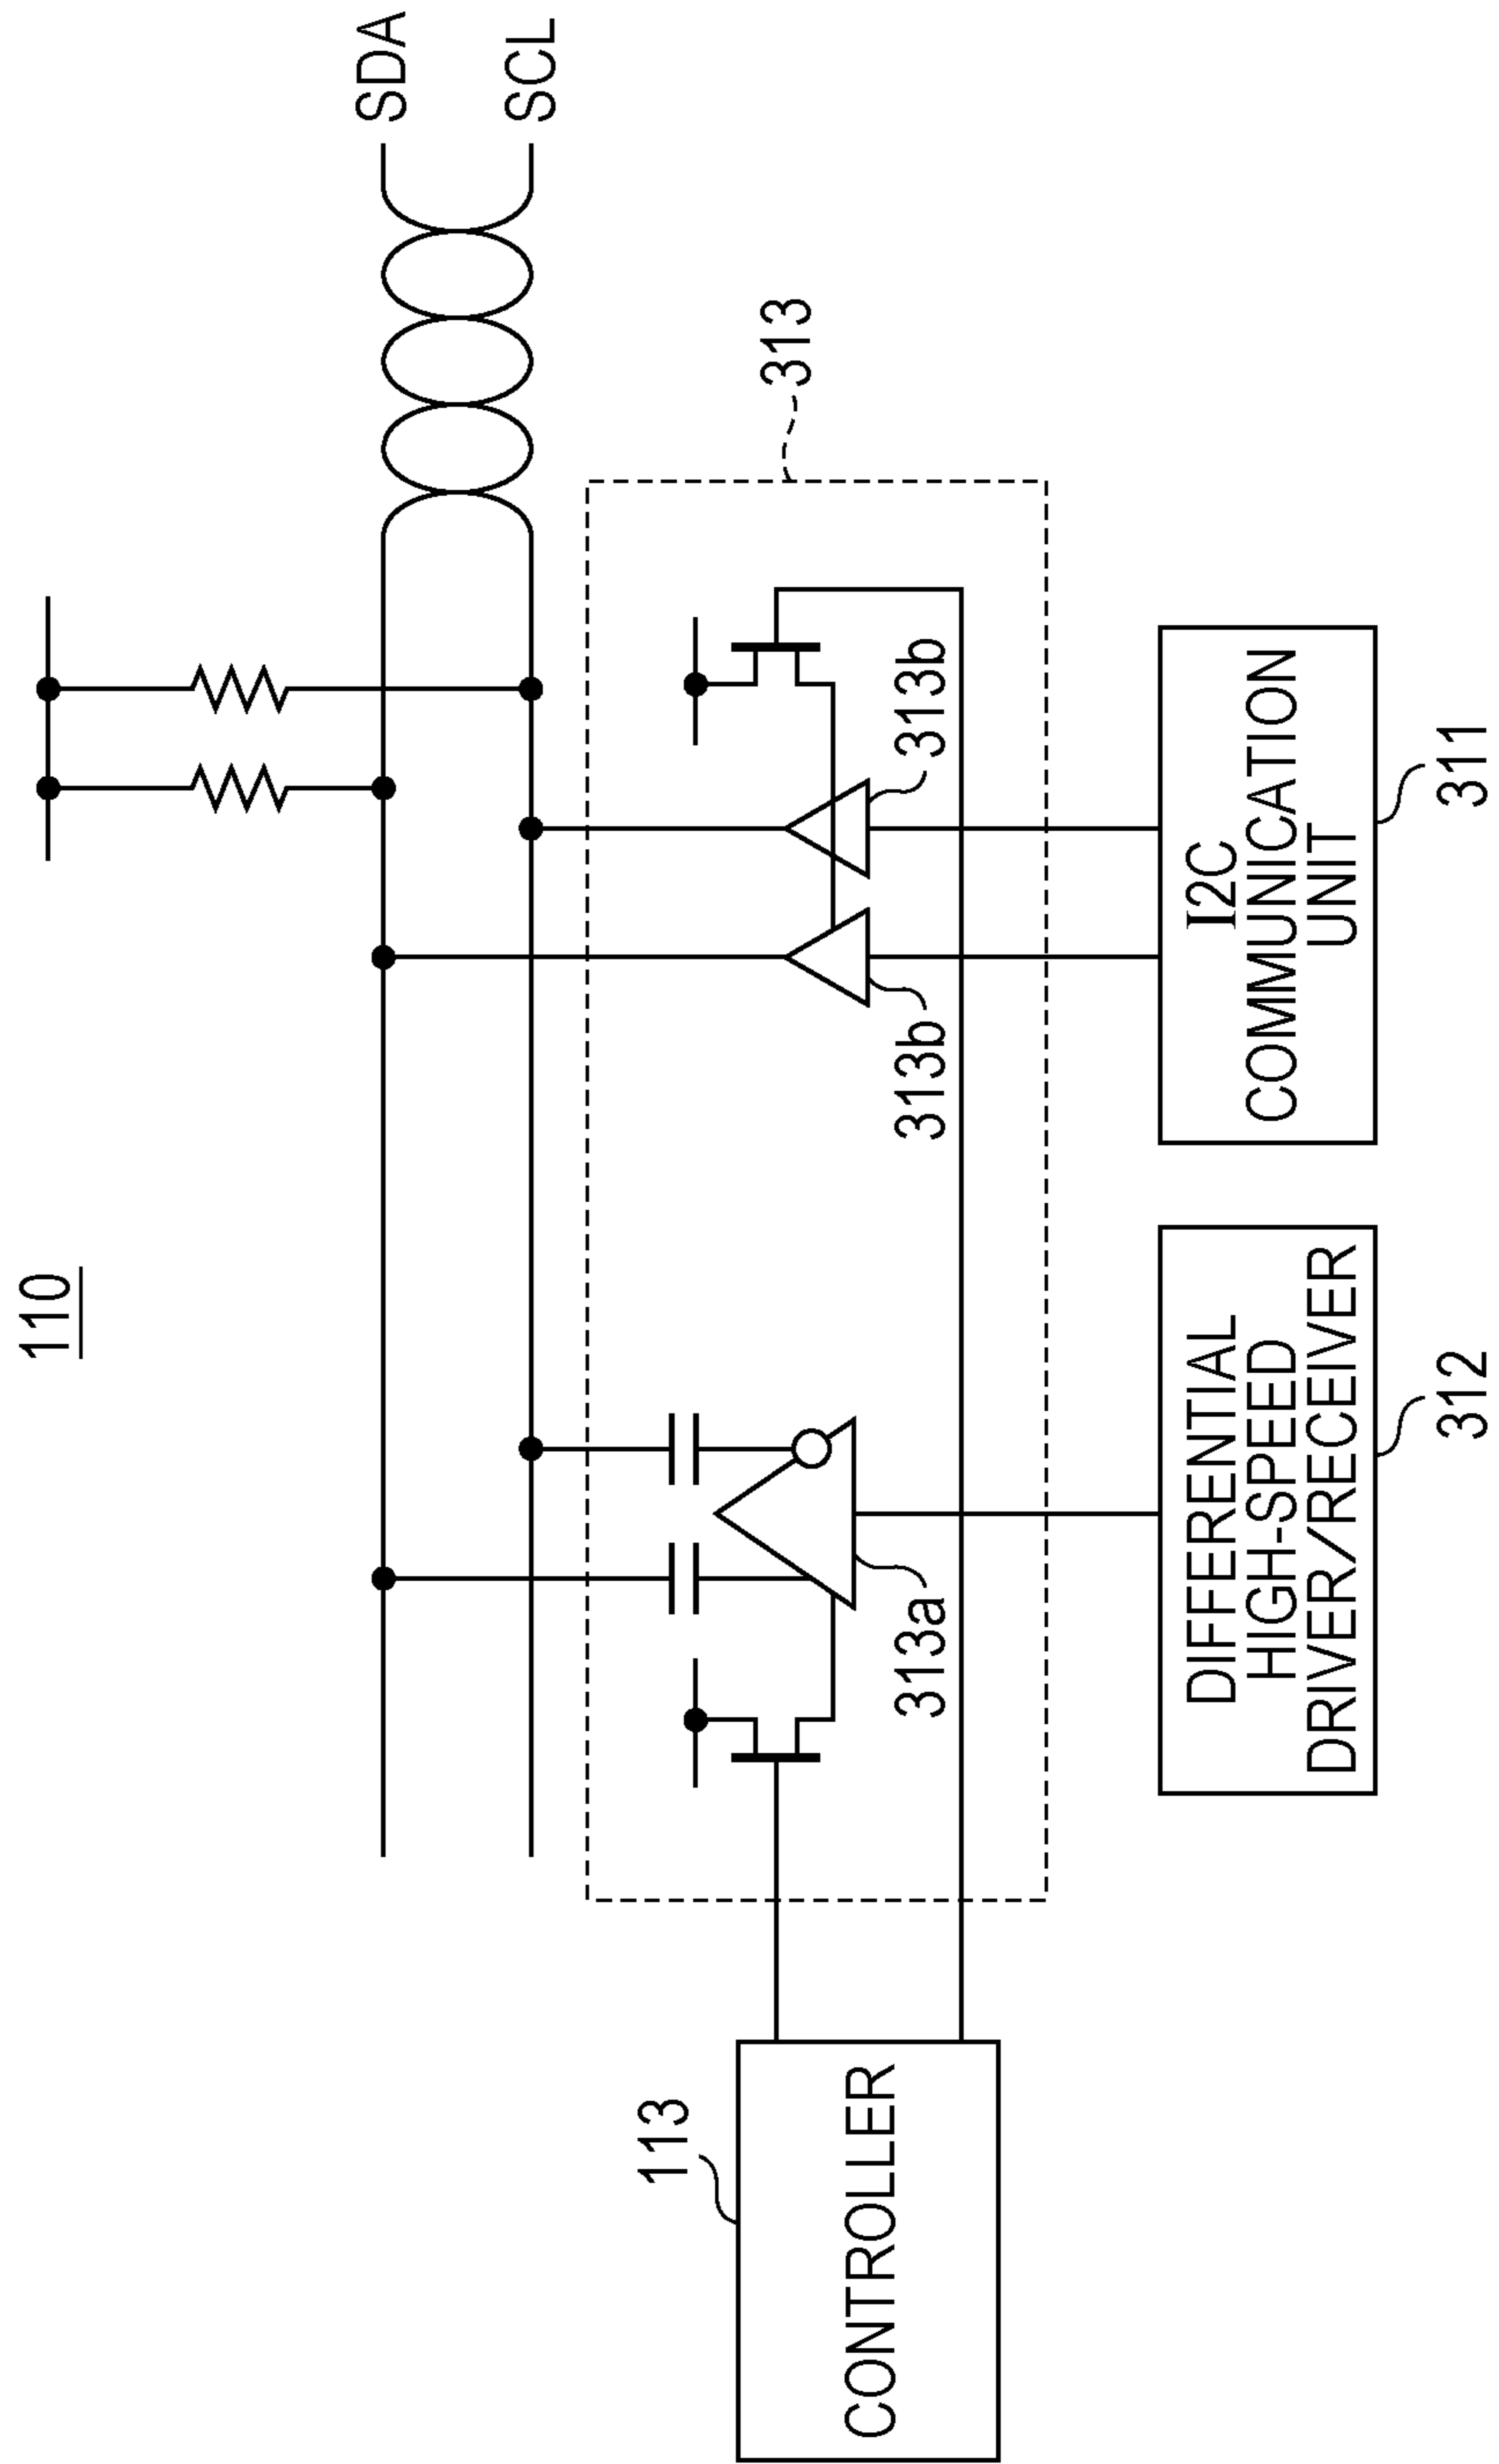 110
SDA
SCL
313
113
CONTROLLER
313a
313b
313b
DIFFERENTIAL
HIGH-SPEED
DRIVER/RECEIVER
312
I2C
COMMUNICATION
UNIT
311